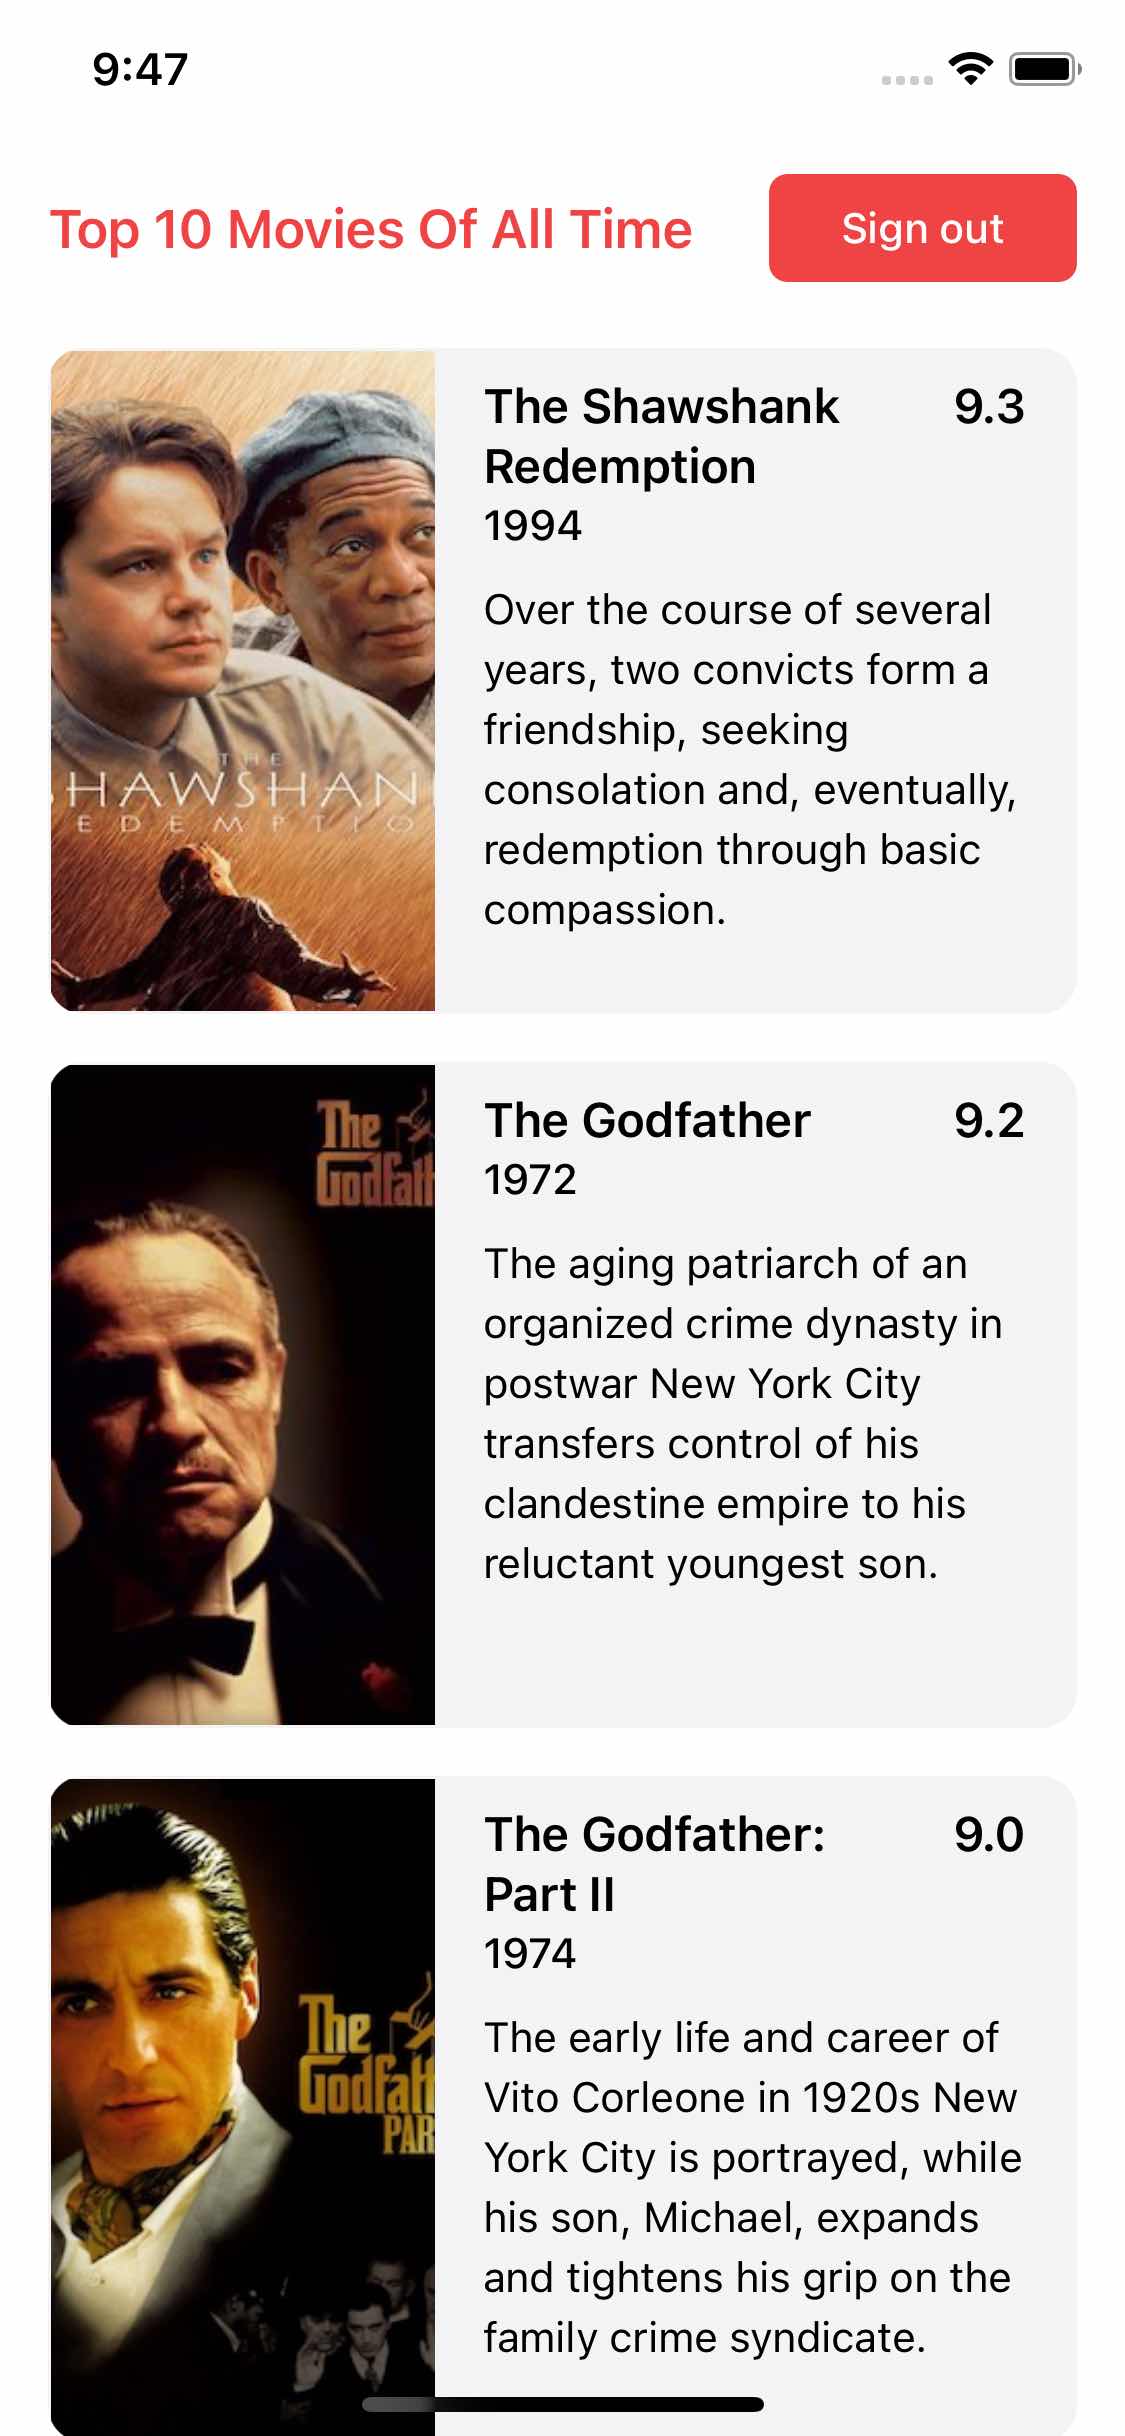 9:47
Top 10 Movies Of All Time
Sign out
THE
HAWSHAN
EDEMPTIO
The Shawshank
Redemption
9.3
1994
Over the course of several
years, two convicts form a
friendship, seeking
consolation and, eventually,
redemption through basic
compassion.
The
Godfath
The Godfather
9.2
1972
The aging patriarch of an
organized crime dynasty in
postwar New York City
transfers control of his
clandestine empire to his
reluctant youngest son.
The
Godfath
PAR
The Godfather:
Part II
9.0
1974
The early life and career of
Vito Corleone in 1920s New
York City is portrayed, while
his son, Michael, expands
and tightens his grip on the
family crime syndicate.